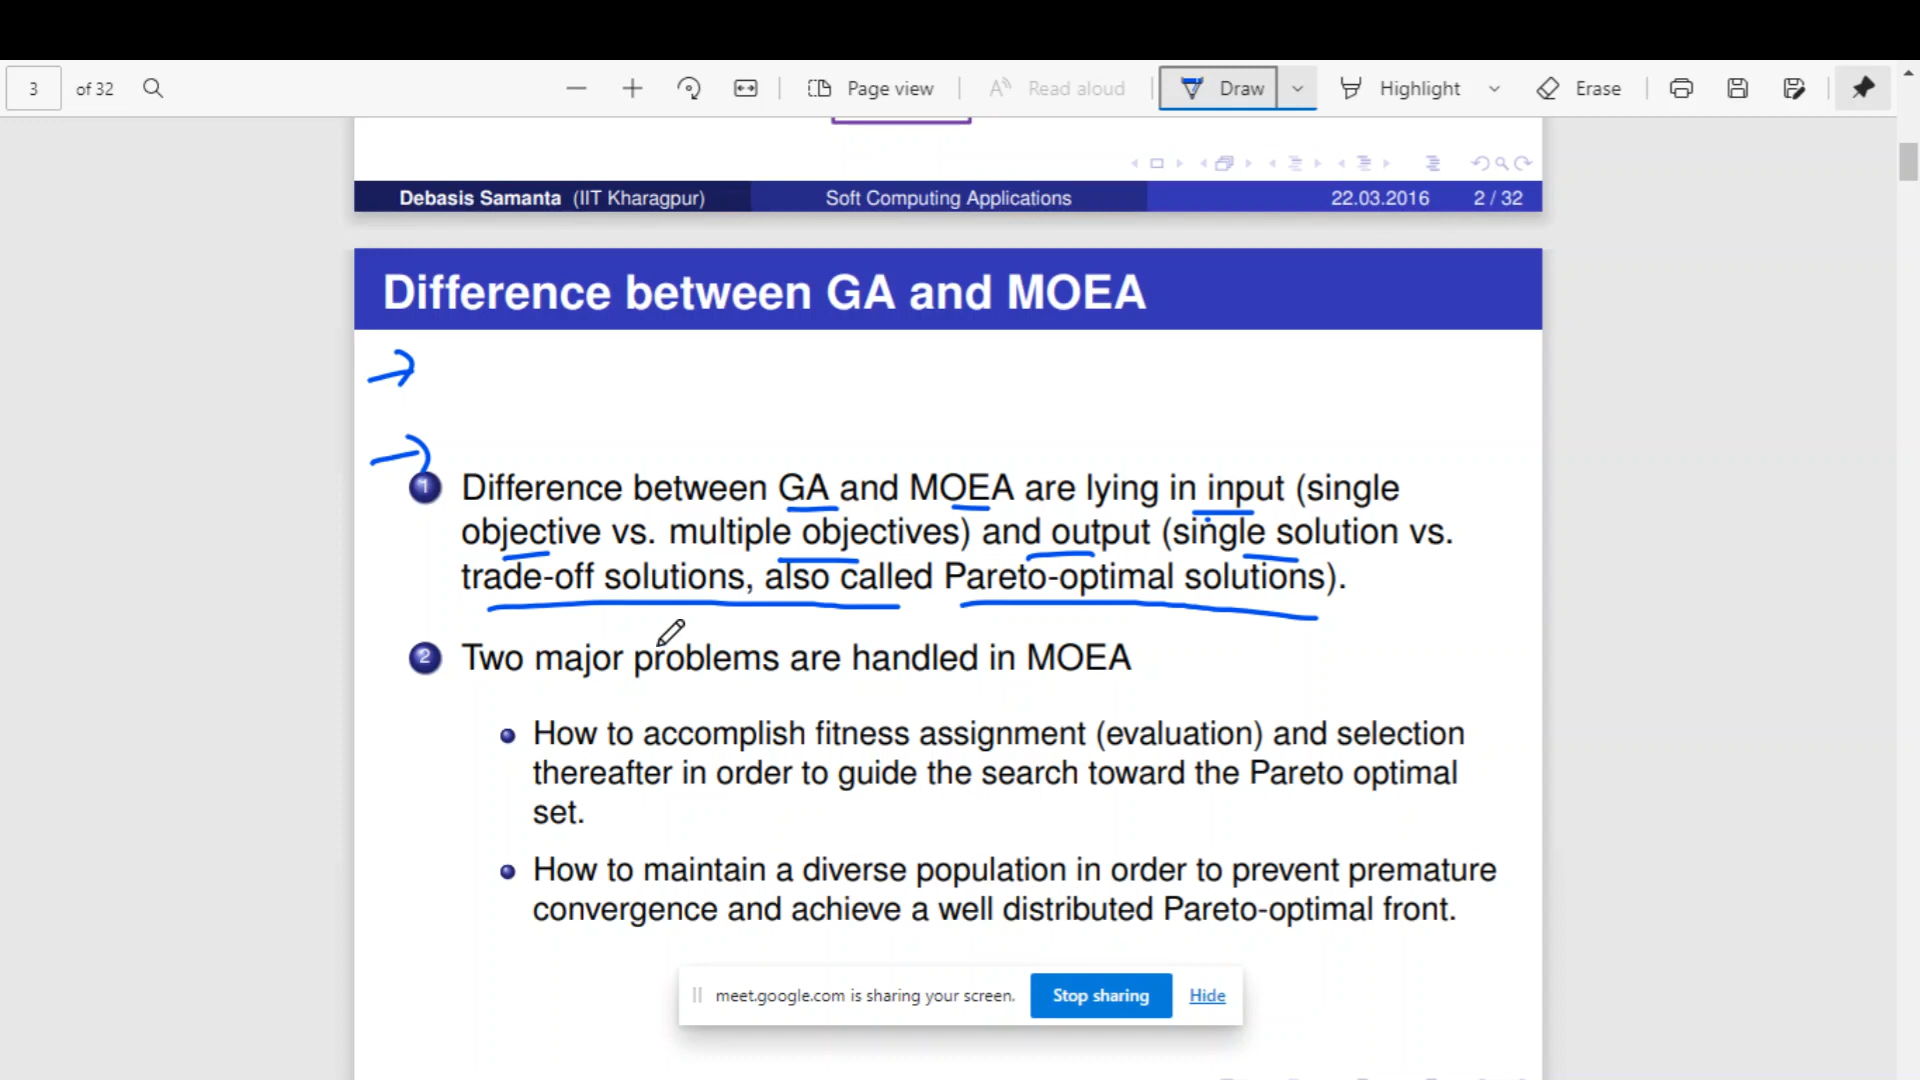 3 of 32 Page view Read aloud Draw Highlight Erase
Debasis Samanta (IIT Kharagpur) Soft Computing Applications 22.03.2016 2 / 32
Difference between GA and MOEA
1 Difference between GA and MOEA are lying in input (single
objective vs. multiple objectives) and output (single solution vs.
trade-off solutions, also called Pareto-optimal solutions).
2 Two major problems are handled in MOEA
How to accomplish fitness assignment (evaluation) and selection
thereafter in order to guide the search toward the Pareto optimal
set.
How to maintain a diverse population in order to prevent premature
convergence and achieve a well distributed Pareto-optimal front.
meet.google.com is sharing your screen. Stop sharing Hide